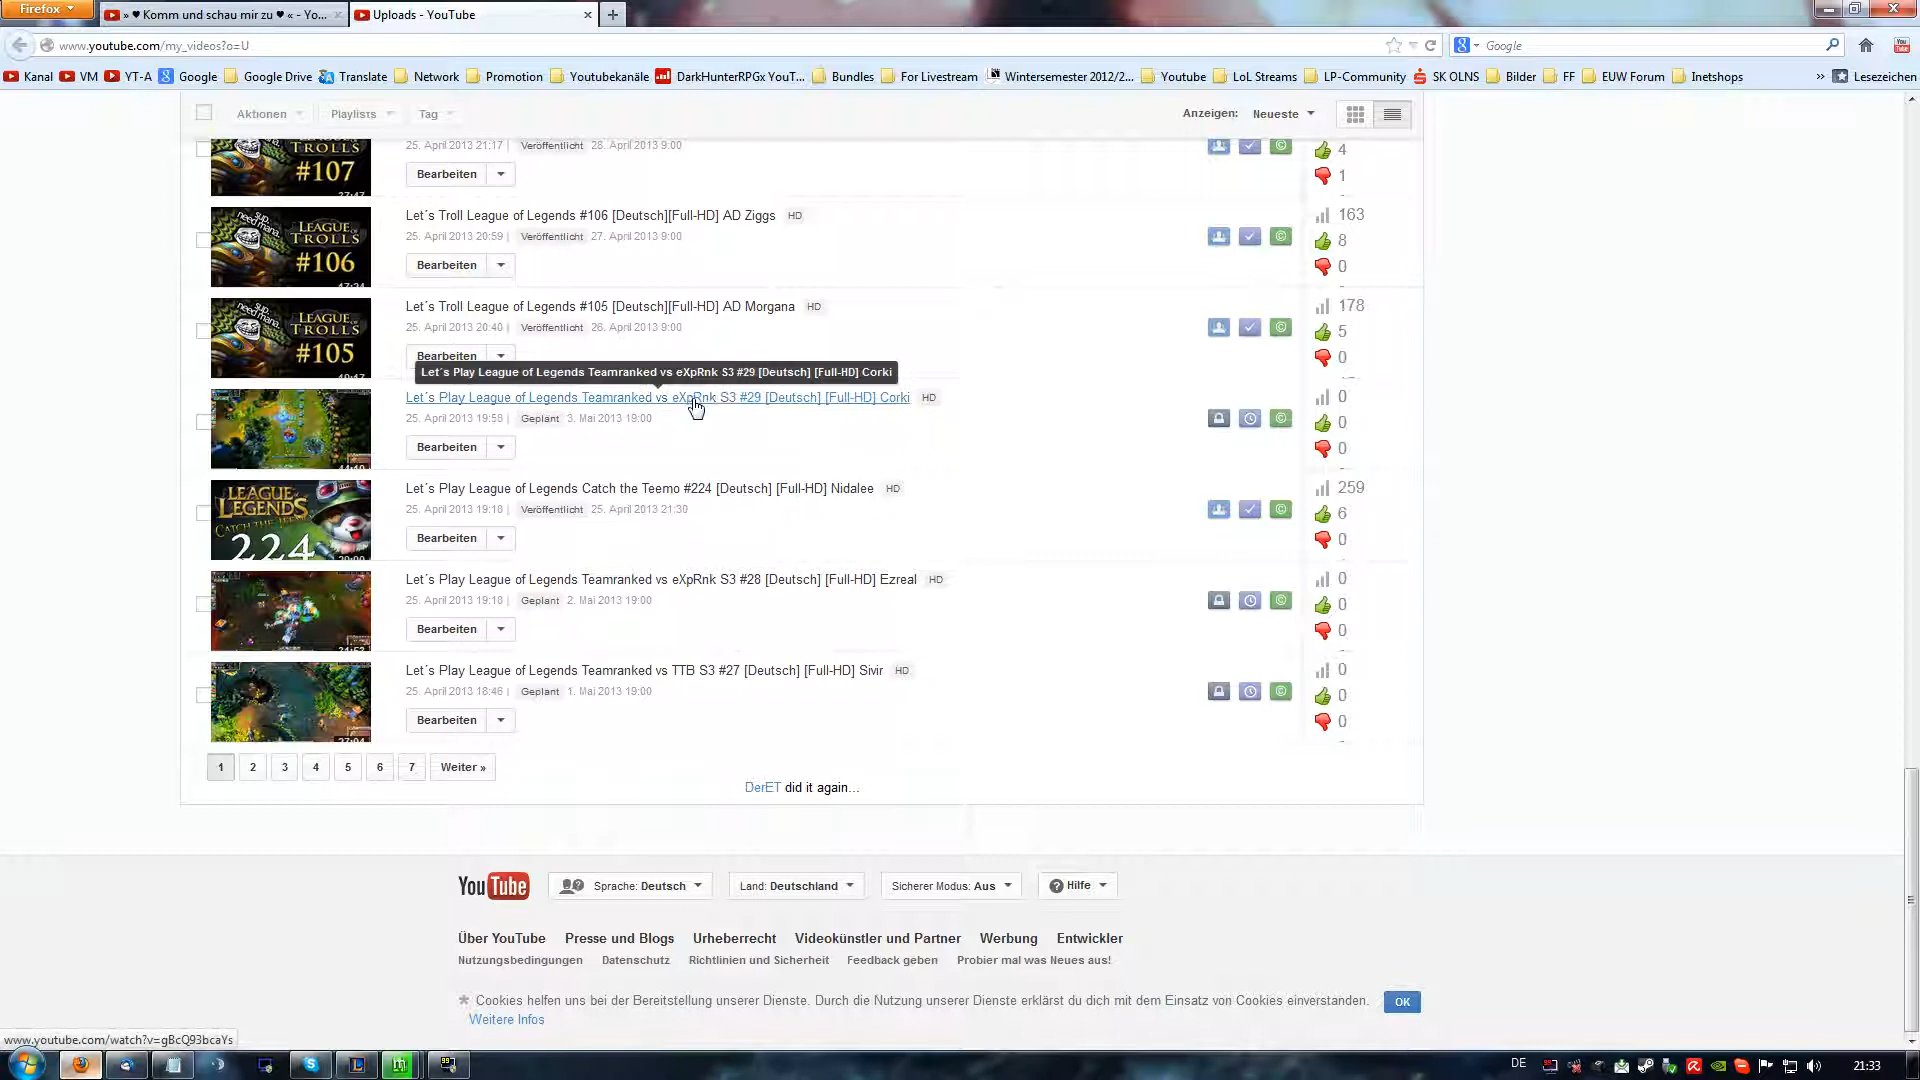 Firefox
» ♥ Komm und schau mir zu ♥ « - Yo...
Uploads - YouTube
www.youtube.com/my_videos?o=U
Google
Kanal
VM
YT-A
Google
Google Drive
Translate
Network
Promotion
Youtubekanäle
DarkHunterRPGx YouT...
Bundles
For Livestream
Wintersemester 2012/2...
Youtube
LoL Streams
LP-Community
SK OLNS
Bilder
FF
EUW Forum
Inetshops
»
Lesezeichen
Aktionen
Playlists
Tag
Anzeigen: Neueste
TROLLS
#107
25. April 2013 21:17 | Veröffentlicht 28. April 2013 9:00
Bearbeiten
4
1
sup.
need mana.
LEAGUE OF
TROLLS
#106
Let´s Troll League of Legends #106 [Deutsch][Full-HD] AD Ziggs HD
25. April 2013 20:59 | Veröffentlicht 27. April 2013 9:00
Bearbeiten
163
8
0
sup.
need mana.
LEAGUE OF
TROLLS
#105
Let´s Troll League of Legends #105 [Deutsch][Full-HD] AD Morgana HD
25. April 2013 20:40 | Veröffentlicht 26. April 2013 9:00
Bearbeiten
178
5
0
Let´s Play League of Legends Teamranked vs eXpRnk S3 #29 [Deutsch] [Full-HD] Corki
Let´s Play League of Legends Teamranked vs eXpRnk S3 #29 [Deutsch] [Full-HD] Corki HD
25. April 2013 19:58 | Geplant 3. Mai 2013 19:00
Bearbeiten
0
0
0
LEAGUE OF
LEGENDS
CATCH THE TEEMO
224
Let´s Play League of Legends Catch the Teemo #224 [Deutsch] [Full-HD] Nidalee HD
25. April 2013 19:18 | Veröffentlicht 25. April 2013 21:30
Bearbeiten
259
6
0
Let´s Play League of Legends Teamranked vs eXpRnk S3 #28 [Deutsch] [Full-HD] Ezreal HD
25. April 2013 19:18 | Geplant 2. Mai 2013 19:00
Bearbeiten
0
0
0
Let´s Play League of Legends Teamranked vs TTB S3 #27 [Deutsch] [Full-HD] Sivir HD
25. April 2013 18:46 | Geplant 1. Mai 2013 19:00
Bearbeiten
0
0
0
1 2 3 4 5 6 7 Weiter »
DerET did it again...
YouTube
Sprache: Deutsch
Land: Deutschland
Sicherer Modus: Aus
Hilfe
Über YouTube Presse und Blogs Urheberrecht Videokünstler und Partner Werbung Entwickler
Nutzungsbedingungen Datenschutz Richtlinien und Sicherheit Feedback geben Probier mal was Neues aus!
Cookies helfen uns bei der Bereitstellung unserer Dienste. Durch die Nutzung unserer Dienste erklärst du dich mit dem Einsatz von Cookies einverstanden. OK
Weitere Infos
www.youtube.com/watch?v=gBcQ93bcaYs
DE
21:33